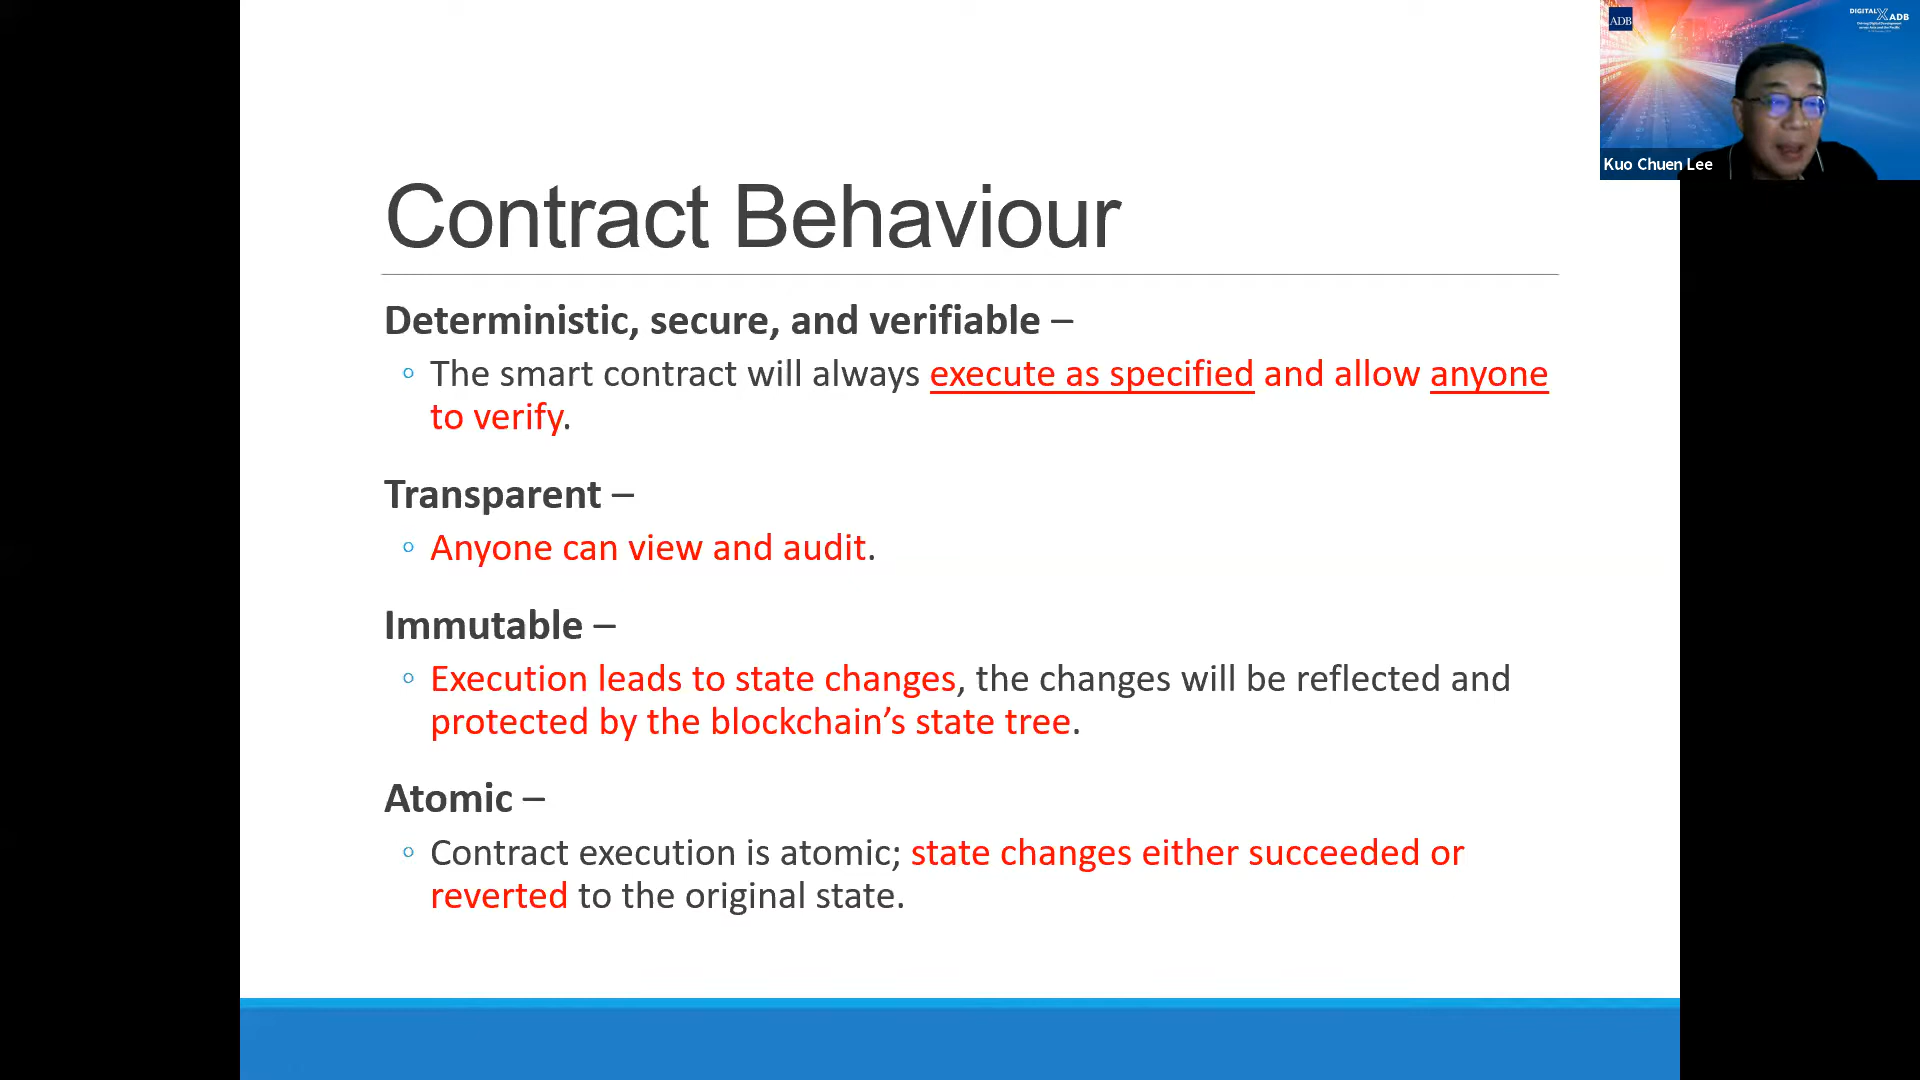 ADB
DIGITAL X ADB
Kuo Chuen Lee
Contract Behaviour
Deterministic, secure, and verifiable –
◦ The smart contract will always execute as specified and allow anyone
to verify.
Transparent –
◦ Anyone can view and audit.
Immutable –
◦ Execution leads to state changes, the changes will be reflected and
protected by the blockchain’s state tree.
Atomic –
◦ Contract execution is atomic; state changes either succeeded or
reverted to the original state.